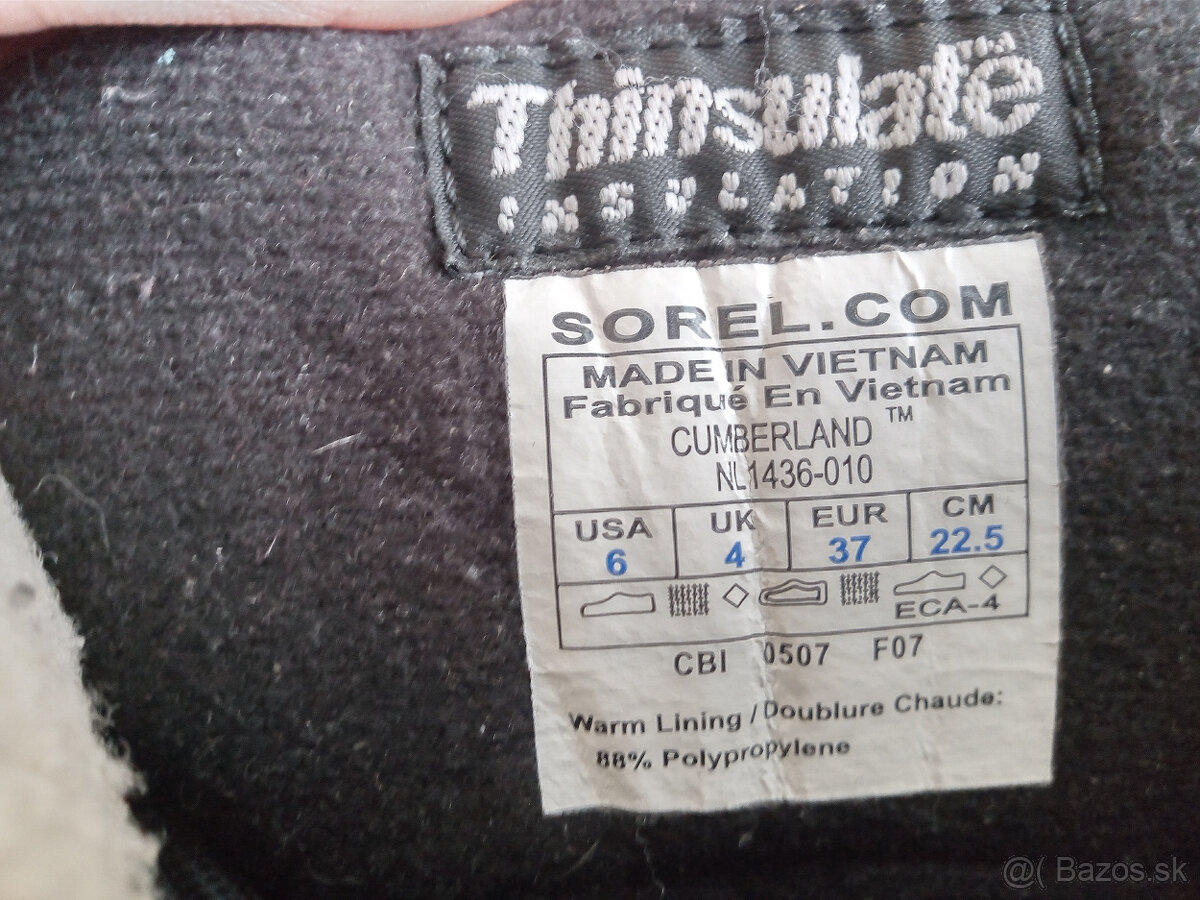 Thinsulate™
INSULATION
SOREL.COM
MADE IN VIETNAM
Fabriqué En Vietnam
CUMBERLAND ™
NL1436-010
USA UK EUR CM
6 4 37 22.5
ECA-4
CBI 0507 F07
Warm Lining / Doublure Chaude:
88% Polypropylene
@( Bazos.sk